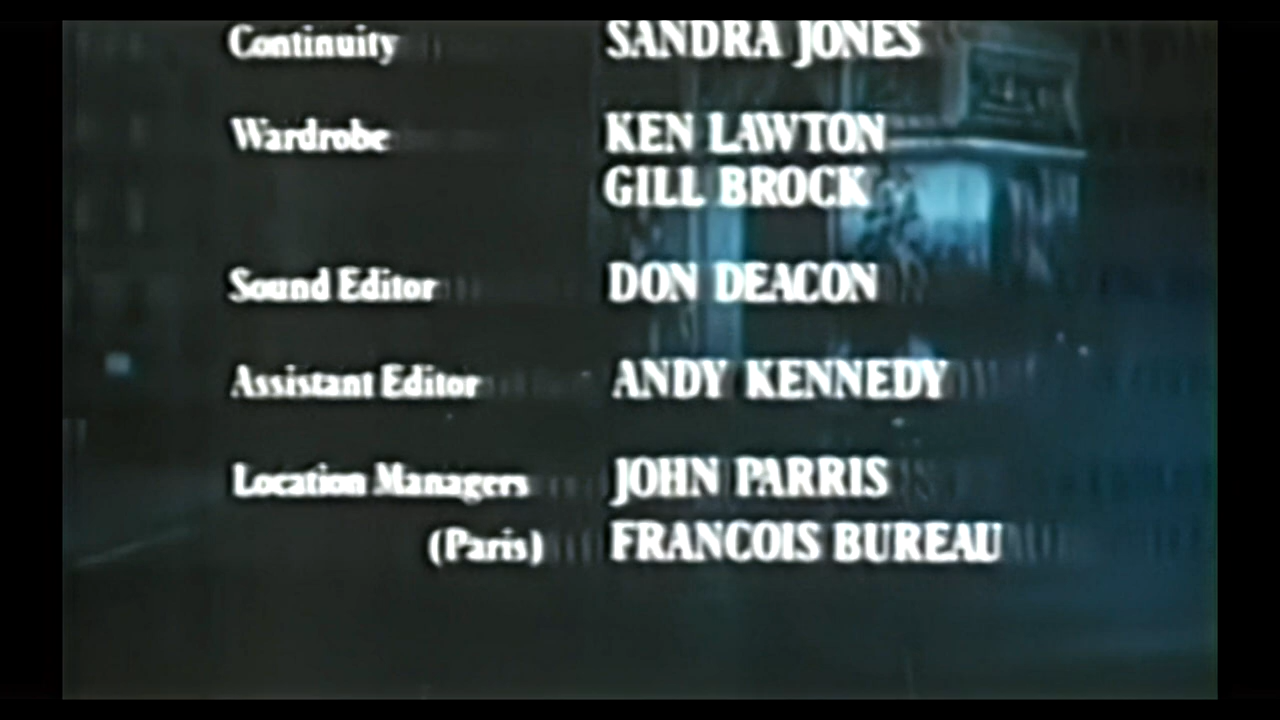 Continuity SANDRA JONES
Wardrobe KEN LAWTON
GILL BROCK
Sound Editor DON DEACON
Assistant Editor ANDY KENNEDY
Location Managers JOHN PARRIS
(Paris) FRANCOIS BUREAU